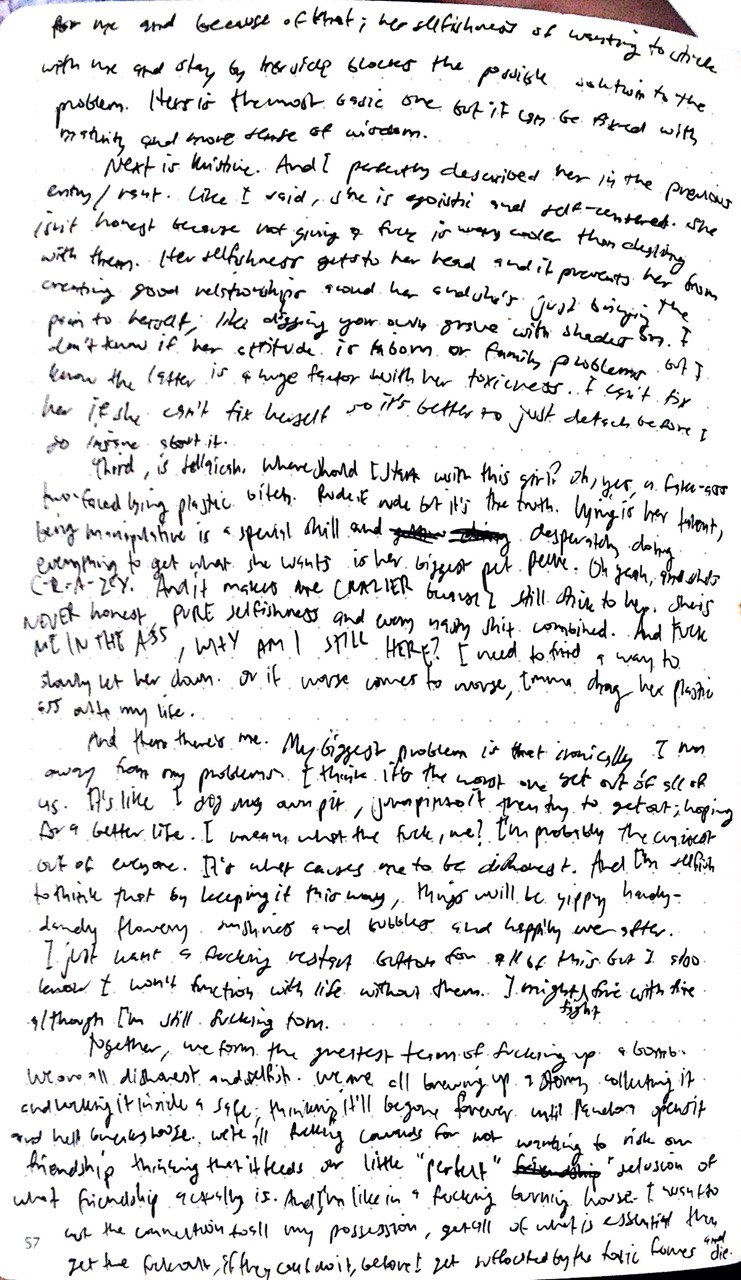 for me and because of that; her selfishness of wanting to stick
with me and stay by her side blocks the possible solution to the
problem. Hers is the most basic one but it can be fixed with
maturity and more sense of wisdom.
Next is Kristine. And I perfectly described her in the previous
entry/rant. Like I said, she is egoistic and self-centered. She
isn't honest because not giving a fuck is way cooler than dealing
with them. Her selfishness gets to her head and it prevents her from
creating good relationships around her and she's just bringing the
pain to herself; like digging your own grave with shades on. I
don't know if her attitude is inborn or family problems but I
know the latter is a huge factor with her toxicness. I can't fix
her if she can't fix herself so it's better to just detach before I
go insane about it.
Third, is . Where should I start with this girl? Oh, yes, a fake-ass
two-faced lying plastic bitch. Rude if rude but it's the truth. Lying is her talent,
being manipulative is a special skill and desperately doing
everything to get what she wants is her biggest pet peeve. Oh yeah, and she's
C-R-A-Z-Y. And it makes me CRAZIER because I still stick to her. She is
NEVER honest, PURE selfishness and every nasty shit combined. And FUCK
ME IN THE ASS, WHY AM I STILL HERE? I need to find a way to
slowly let her down. Or if worse comes to worse, Imma drag her plastic
ass outta my life.
And then there's me. My biggest problem is that ironically I run
away from my problems. I think it's the worst one yet out of all of
us. It's like I dig my own pit, jump into it, then try to get out; hoping
for a better life. I mean what the fuck, me? I'm probably the
out of everyone. It's what causes me to be dishonest. And I'm selfish
to think that by keeping it this way, things will be yippy handy-
dandy flowery sunshines and bubbles and happily ever after.
I just want a fucking restart button for all of this but I also
know I won't function with life without them. I might fight fire with fire
although I'm still fucking torn.
Together, we form the greatest team of fucking up a bomb.
We are all dishonest and selfish. We are all brewing up a storm, collecting it
and locking it inside a safe; thinking it'll be gone forever until Pandora opens it
and hell breaks loose. We're all fucking cowards for not wanting to risk our
friendship thinking that it feeds our little "perfect" delusion of
what friendship actually is. And I'm like in a fucking burning house. I want to
cut the connection to all my possession, get all of what is essential then
get the fuck out, if they could do it, before I get suffocated by the toxic fumes and die.
57